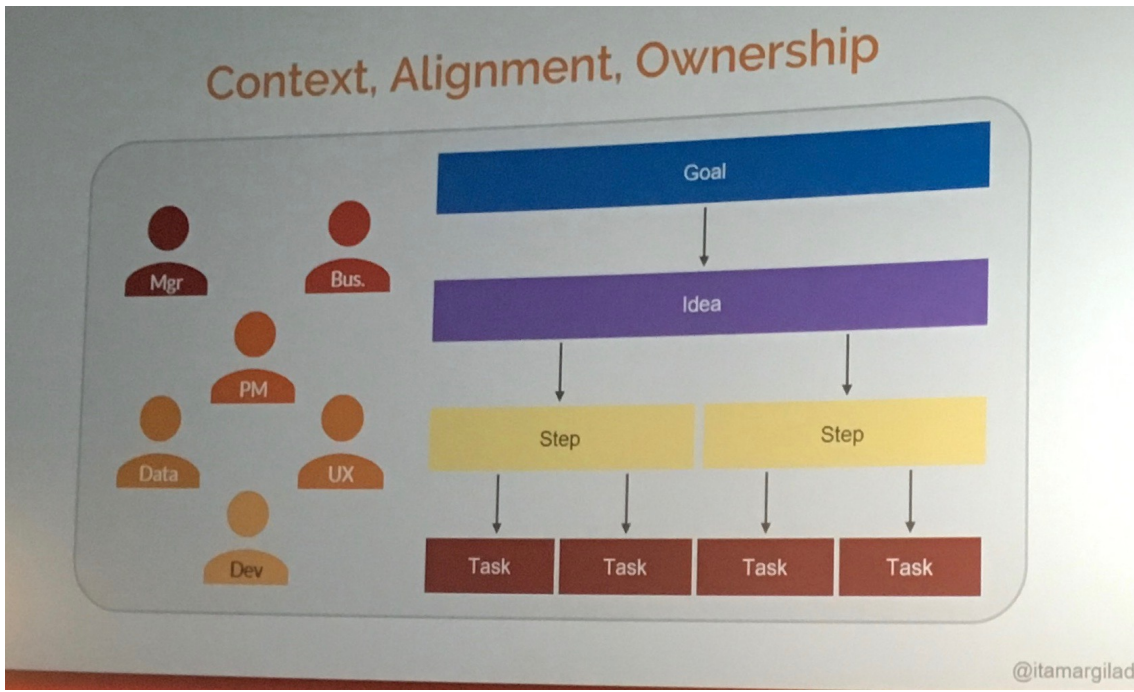 Context, Alignment, Ownership
Goal
Mgr
Bus.
Idea
PM
Data
UX
Step
Step
Dev
Task
Task
Task
Task
@itamargilad